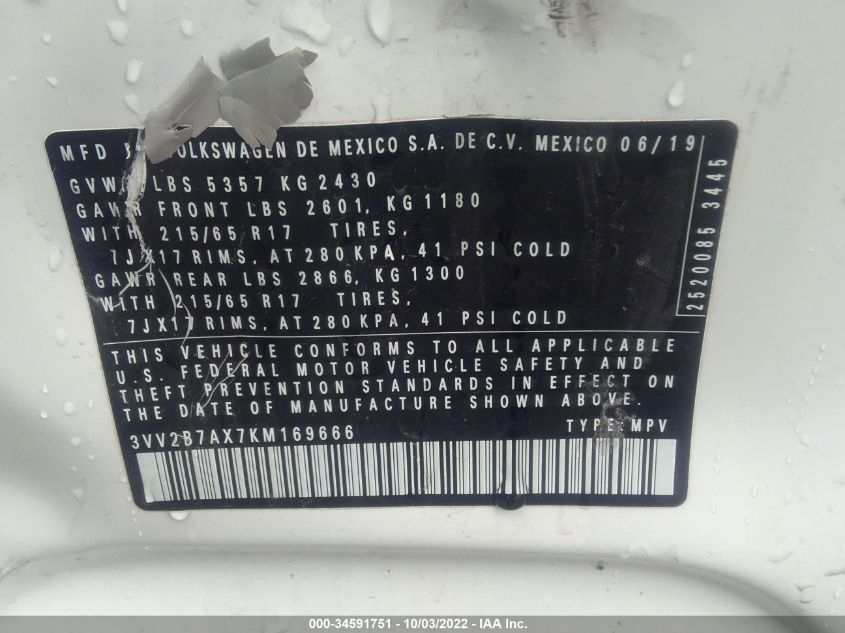 MFD VOLKSWAGEN DE MEXICO S.A. DE C.V. MEXICO 06/19
GVWR LBS 5357 KG 2430
GAWR FRONT LBS 2601, KG 1180
WITH 215/65 R17 TIRES,
7JX17 RIMS, AT 280 KPA, 41 PSI COLD
GAWR REAR LBS 2866, KG 1300
WITH 215/65 R17 TIRES,
7JX17 RIMS, AT 280 KPA, 41 PSI COLD
2520085 3445
THIS VEHICLE CONFORMS TO ALL APPLICABLE
U.S. FEDERAL MOTOR VEHICLE SAFETY AND
THEFT PREVENTION STANDARDS IN EFFECT ON
THE DATE OF MANUFACTURE SHOWN ABOVE.
3VV2B7AX7KM169666 TYPE: MPV
000-34591751 - 10/03/2022 - IAA Inc.